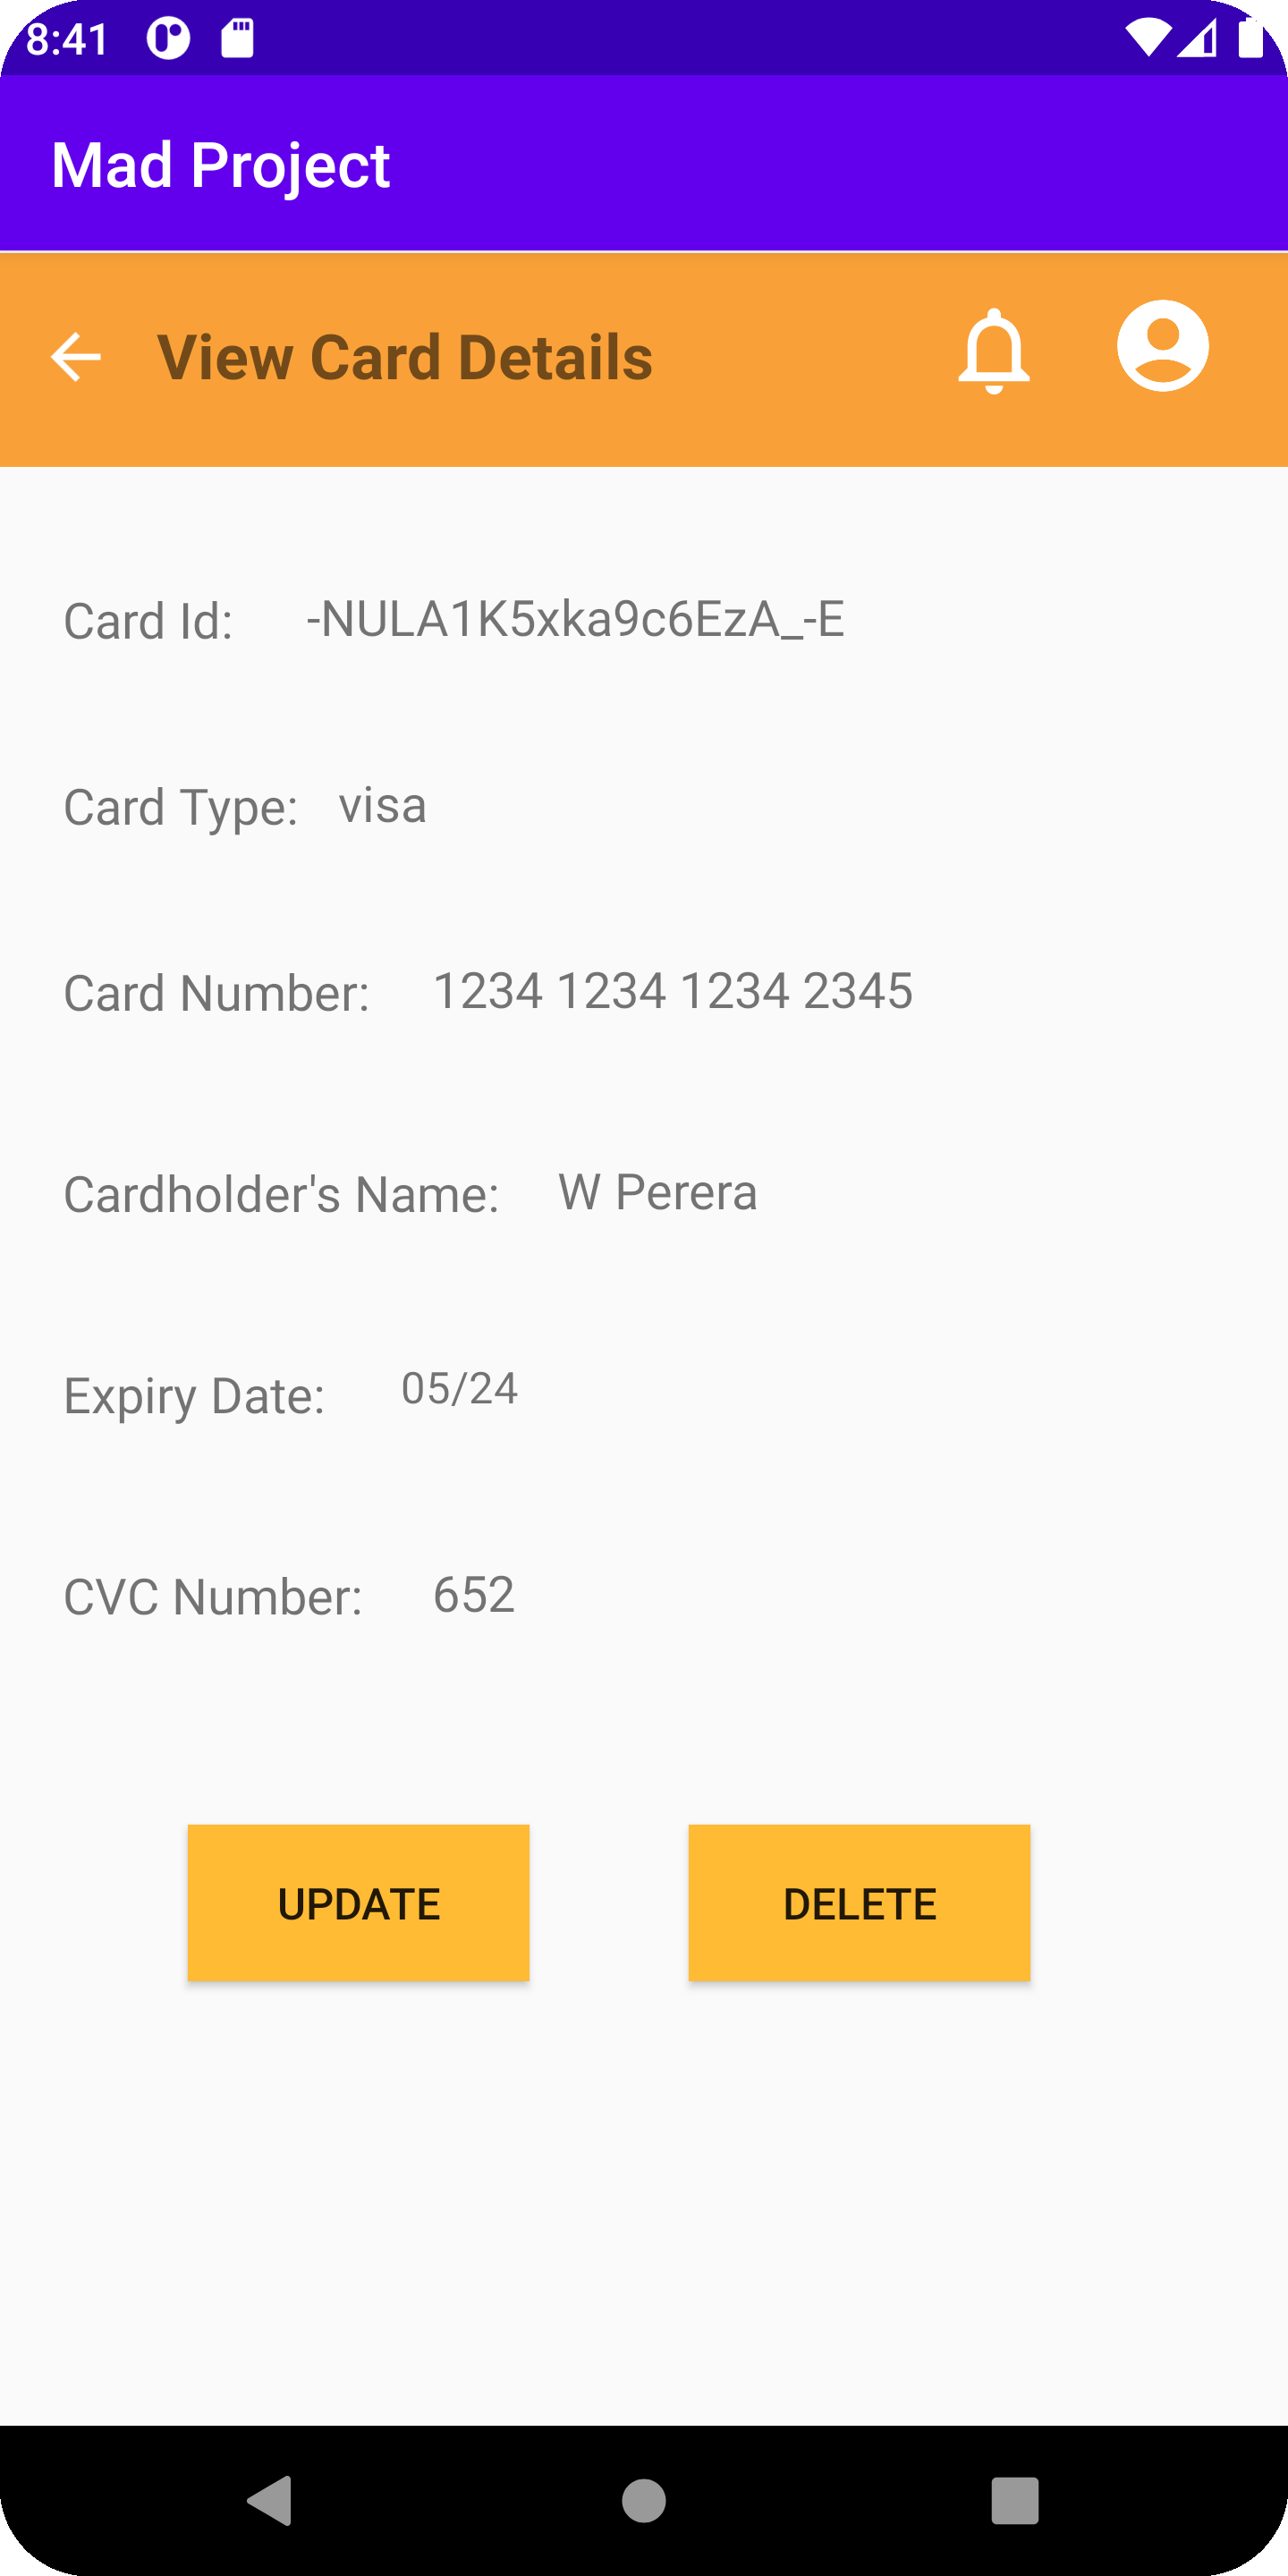 8:41
Mad Project
View Card Details
Card Id: -NULA1K5xka9c6EzA_-E
Card Type: visa
Card Number: 1234 1234 1234 2345
Cardholder's Name: W Perera
Expiry Date: 05/24
CVC Number: 652
UPDATE DELETE